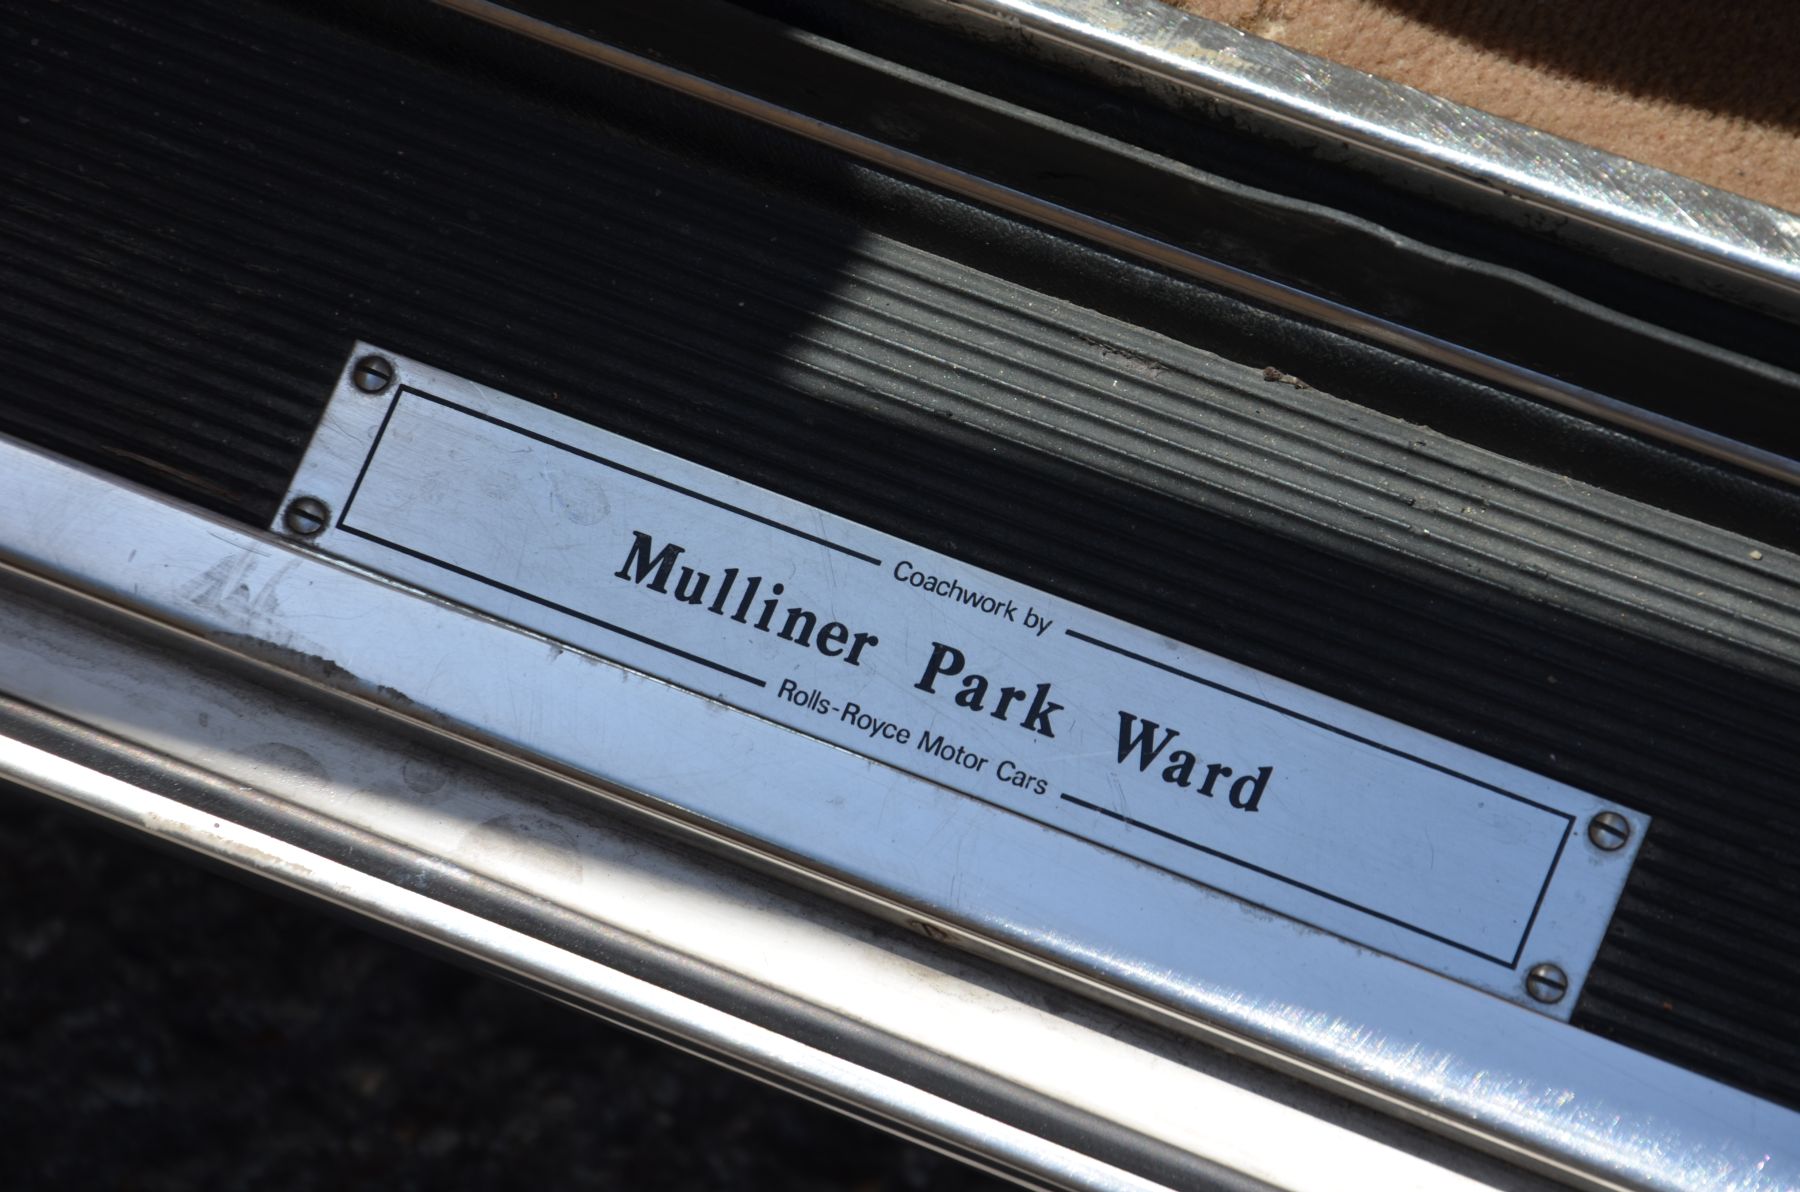 Coachwork by
Mulliner Park Ward
Rolls-Royce Motor Cars